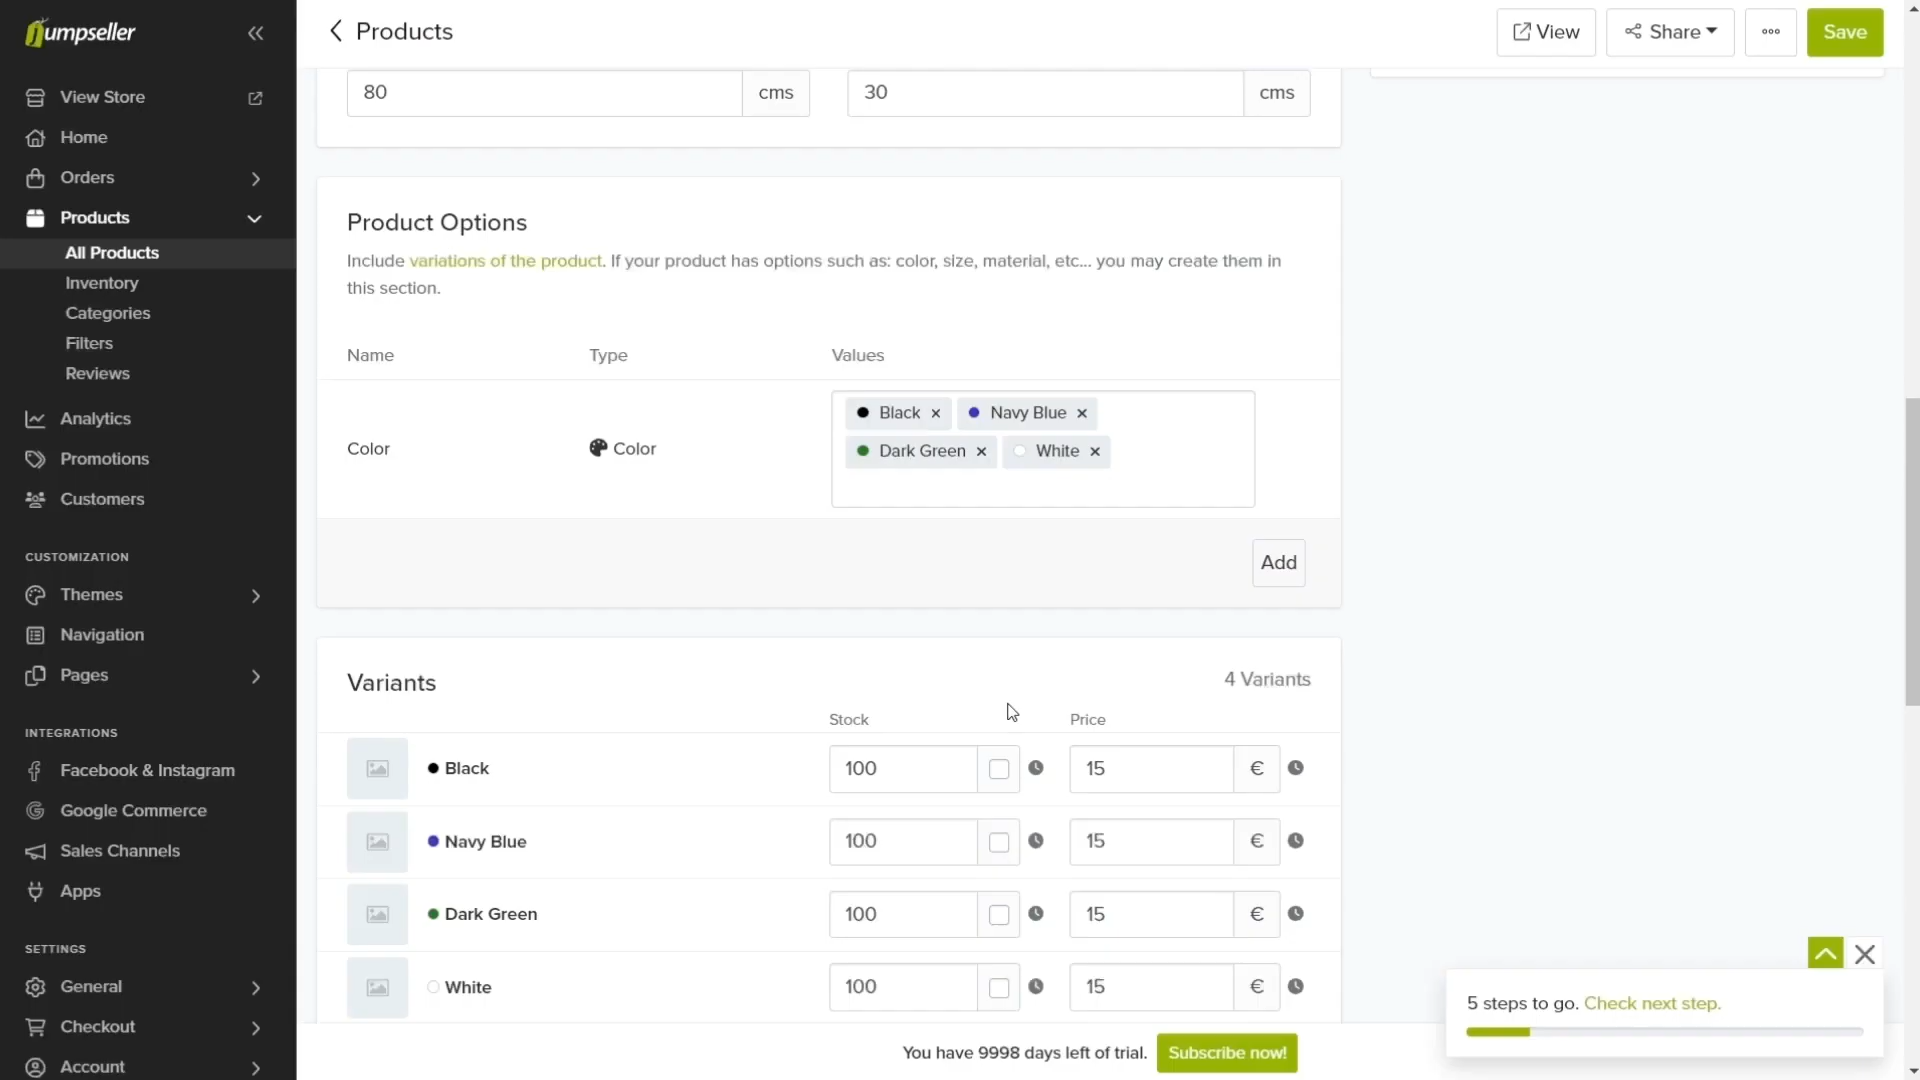 Jumpseller
View Store
Home
Orders
Products
All Products
Inventory
Categories
Filters
Reviews
Analytics
Promotions
Customers
CUSTOMIZATION
Themes
Navigation
Pages
INTEGRATIONS
Facebook & Instagram
Google Commerce
Sales Channels
Apps
SETTINGS
General
Checkout
Account
Products
View
Share
Save
80 cms
30 cms
Product Options
Include variations of the product. If your product has options such as: color, size, material, etc... you may create them in
this section.
Name Type Values
Color Color
Black × Navy Blue ×
Dark Green × White ×
Add
Variants
4 Variants
Stock Price
Black 100 15 €
Navy Blue 100 15 €
Dark Green 100 15 €
White 100 15 €
5 steps to go. Check next step.
You have 9998 days left of trial. Subscribe now!